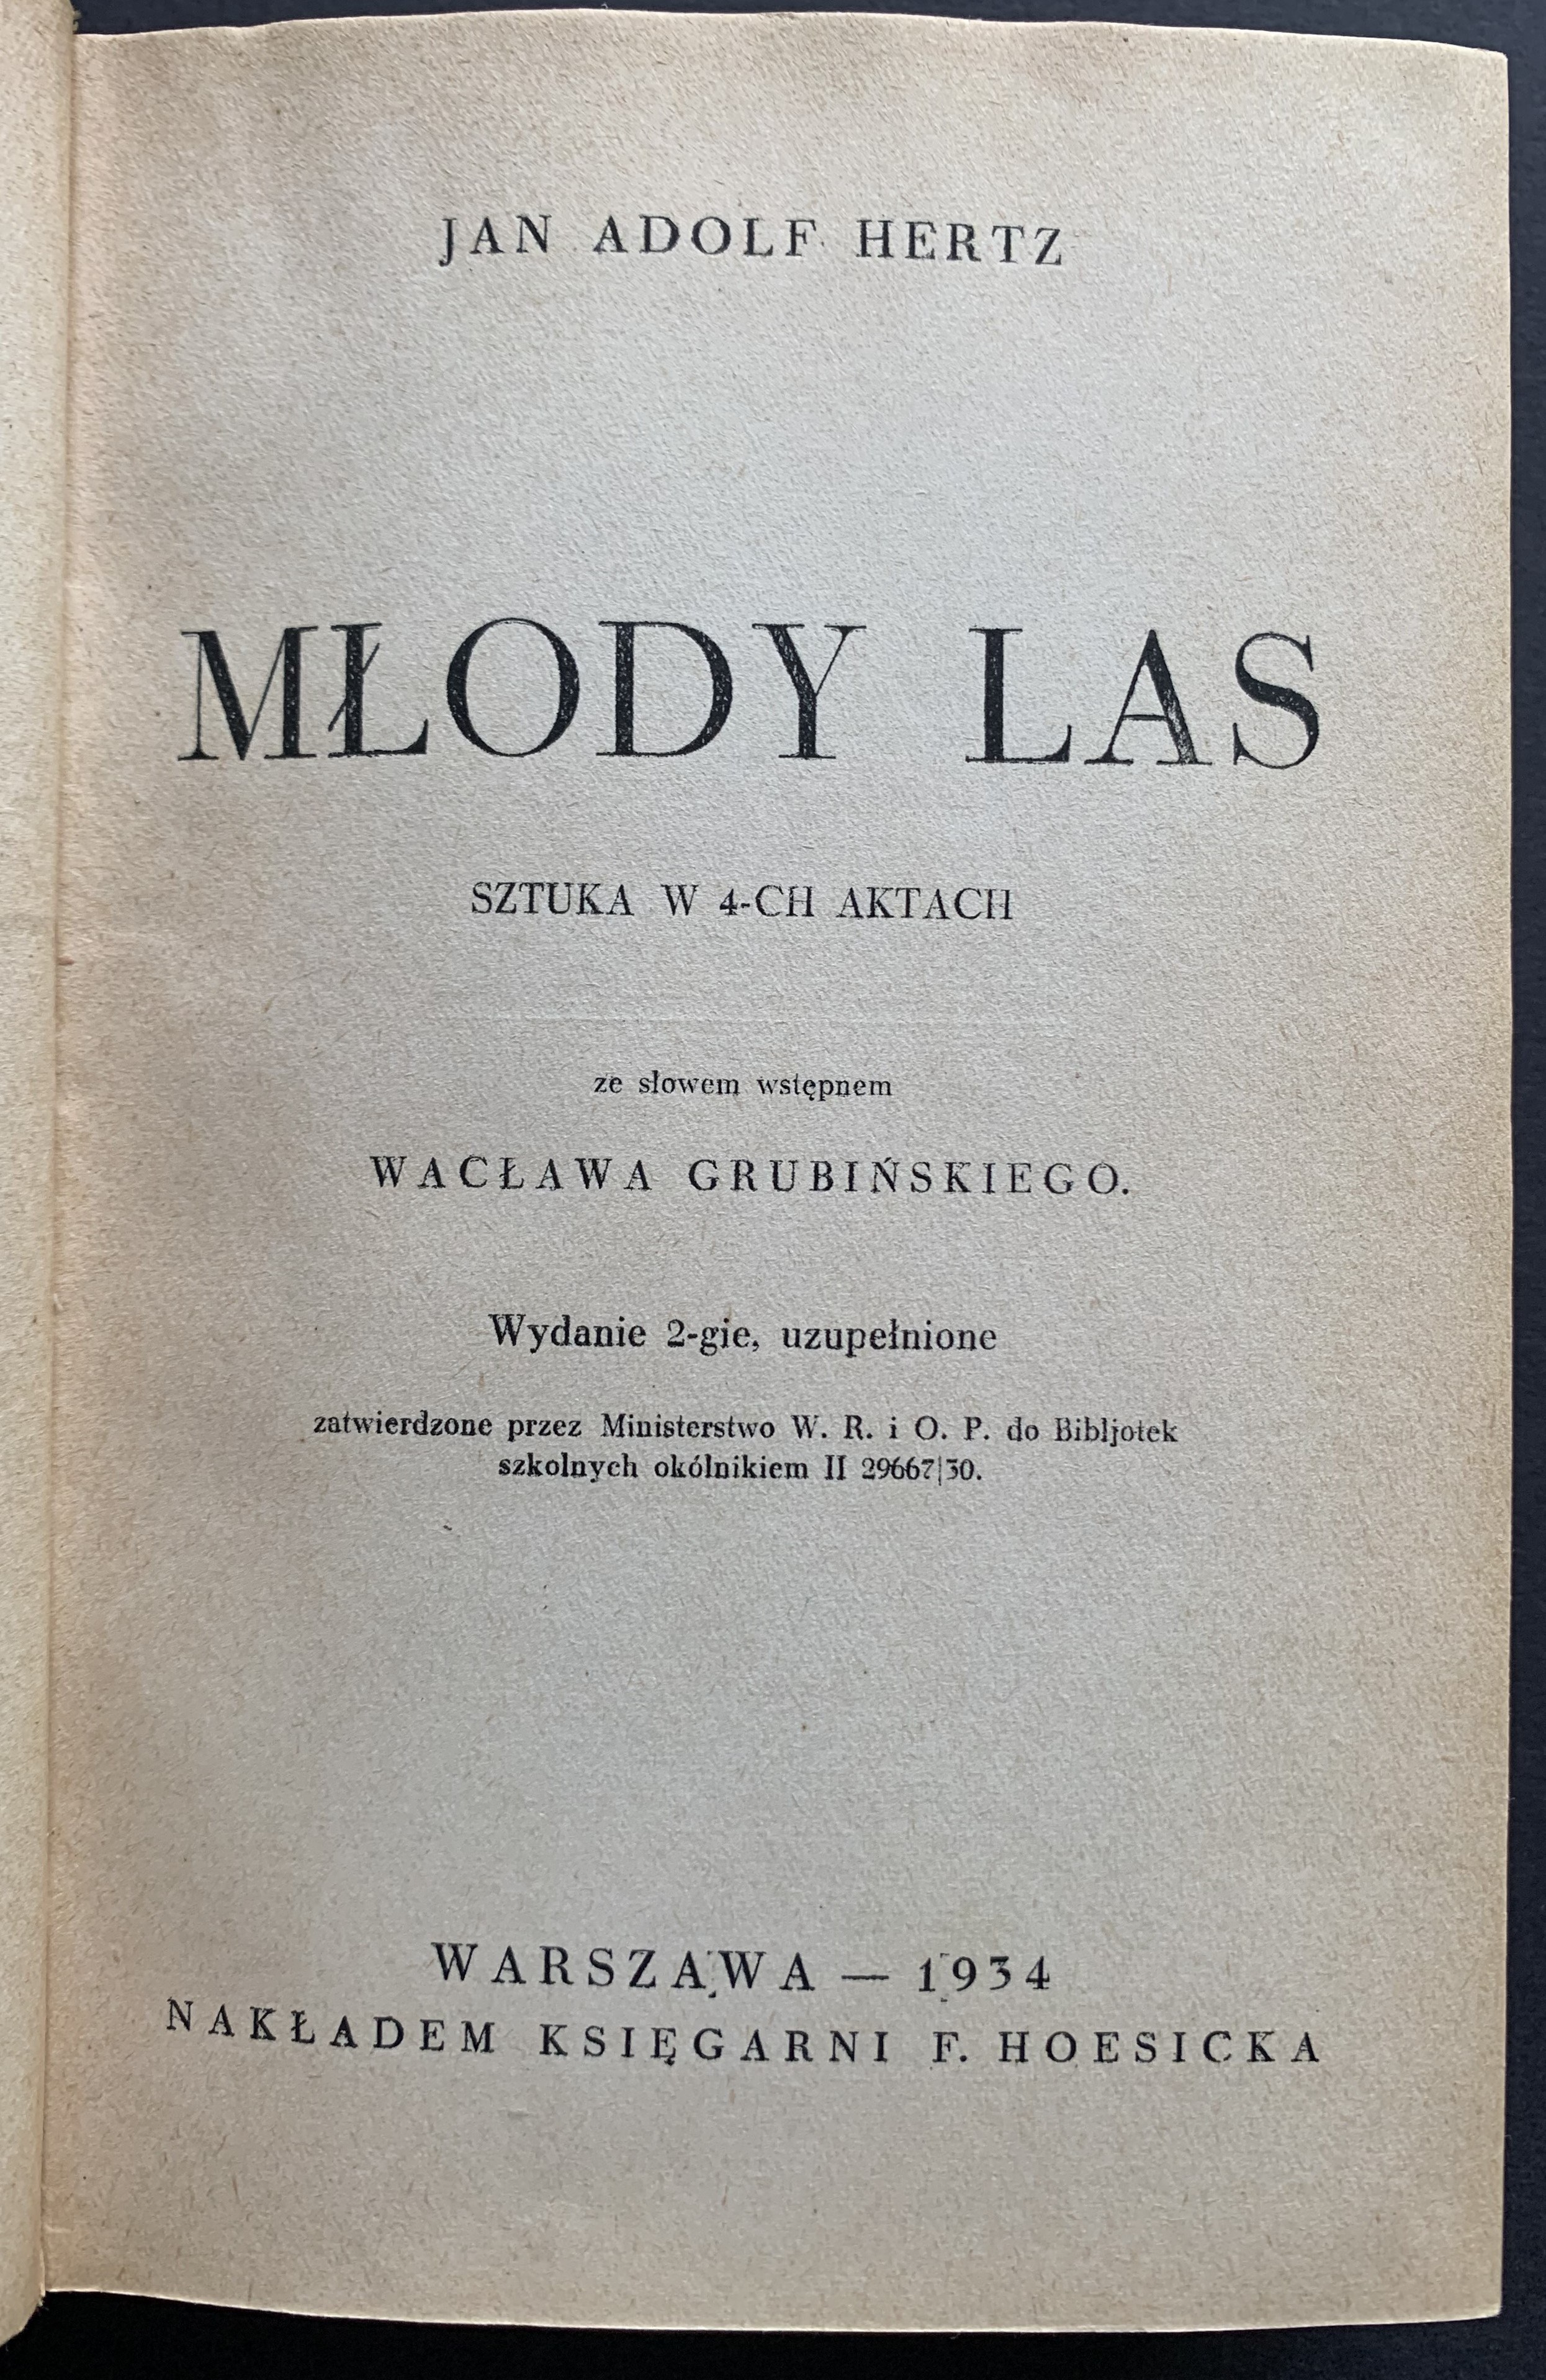 JAN ADOLF HERTZ
MŁODY LAS
SZTUKA W 4-CH AKTACH
ze słowem wstępnem
WACŁAWA GRUBIŃSKIEGO.
Wydanie 2-gie, uzupełnione
zatwierdzone przez Ministerstwo W. R. i O. P. do Bibljotek
szkolnych okólnikiem II 29667|30.
WARSZAWA — 1934
NAKŁADEM KSIĘGARNI F. HOESICKA